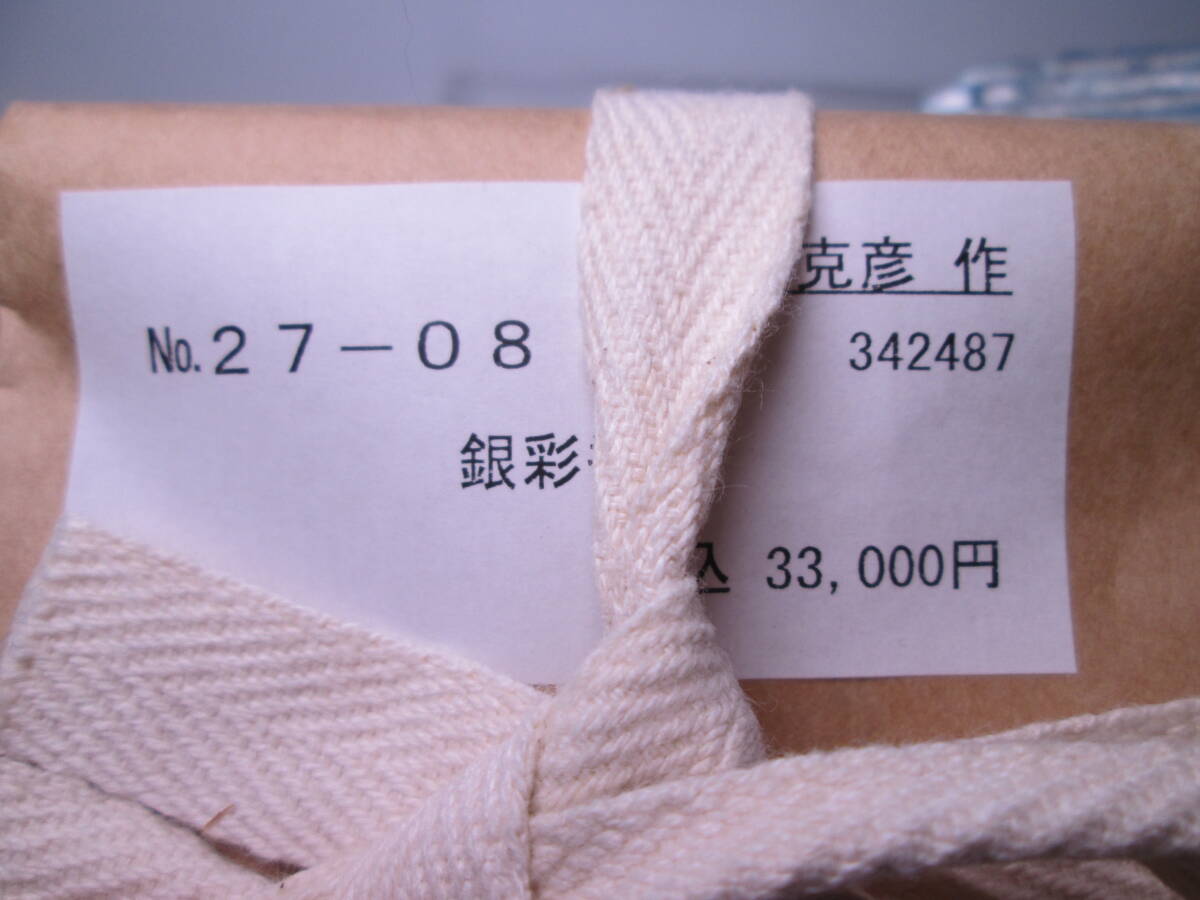 克彦 作
No.27-08
342487
銀彩
込 33,000円